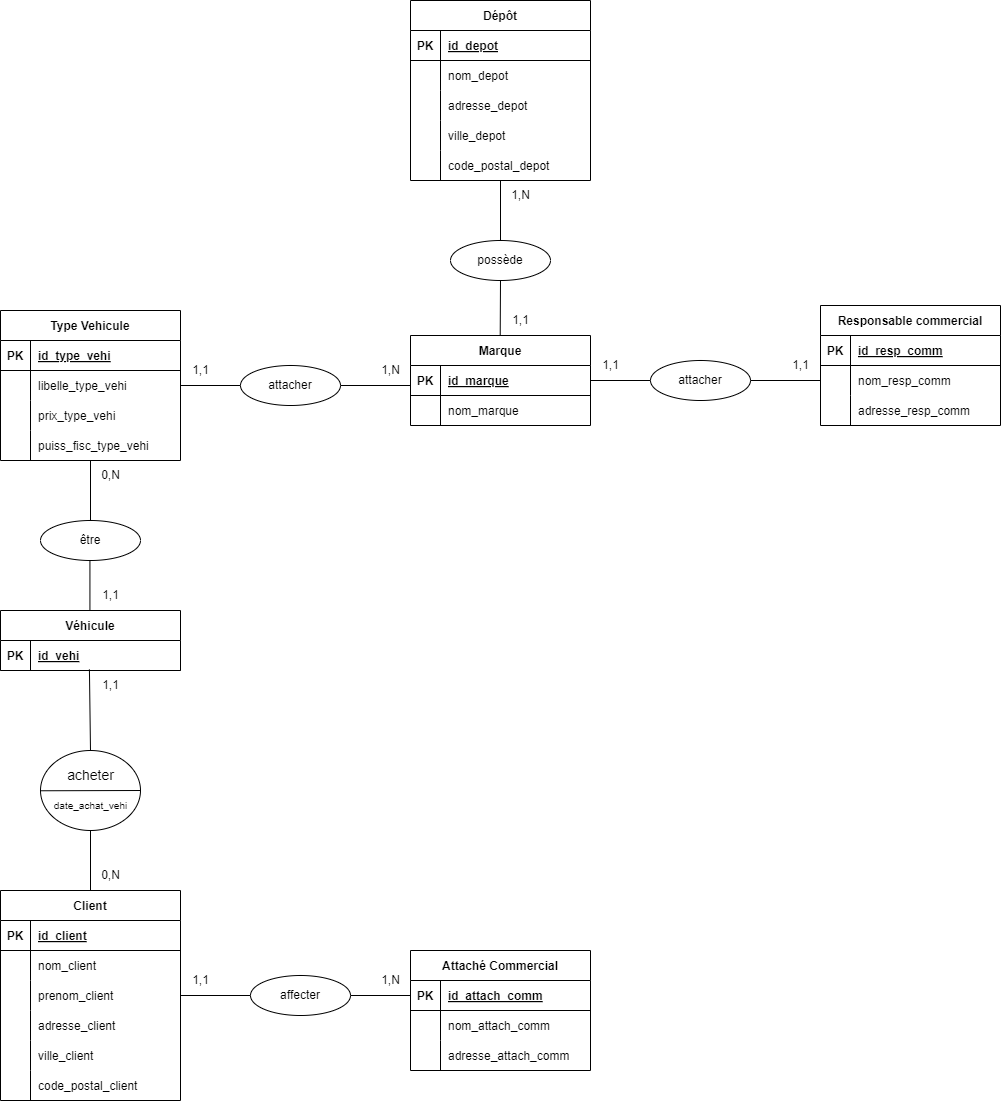 Dépôt
PK id_depot
nom_depot
adresse_depot
ville_depot
code_postal_depot
1,N
possède
1,1
Type Vehicule
PK id_type_vehi
libelle_type_vehi
prix_type_vehi
puiss_fisc_type_vehi
1,1
attacher
1,N
Marque
PK id_marque
nom_marque
1,1
attacher
1,1
Responsable commercial
PK id_resp_comm
nom_resp_comm
adresse_resp_comm
0,N
être
1,1
Véhicule
PK id_vehi
1,1
acheter
date_achat_vehi
0,N
Client
PK id_client
nom_client
prenom_client
adresse_client
ville_client
code_postal_client
1,1
affecter
1,N
Attaché Commercial
PK id_attach_comm
nom_attach_comm
adresse_attach_comm